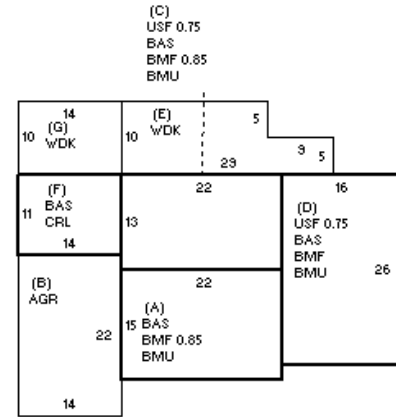 (C)
USF 0.75
BAS
BMF 0.85
BMU
14
(G)
WDK
10
(E)
WDK
10
5
9
5
29
(F)
BAS
CRL
11
14
22
13
16
(D)
USF 0.75
BAS
BMF
BMU
26
(B)
AGR
22
14
22
(A)
15 BAS
BMF 0.85
BMU